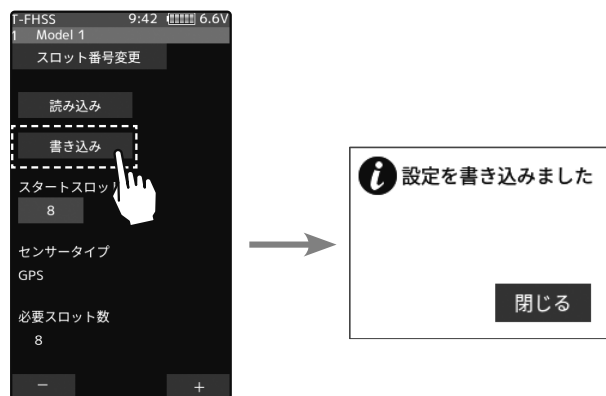 T-FHSS 9:42 6.6V
1 Model 1
スロット番号変更
読み込み
書き込み
スタートスロッ
8
センサータイプ
GPS
必要スロット数
8
－ ＋
設定を書き込みました
閉じる